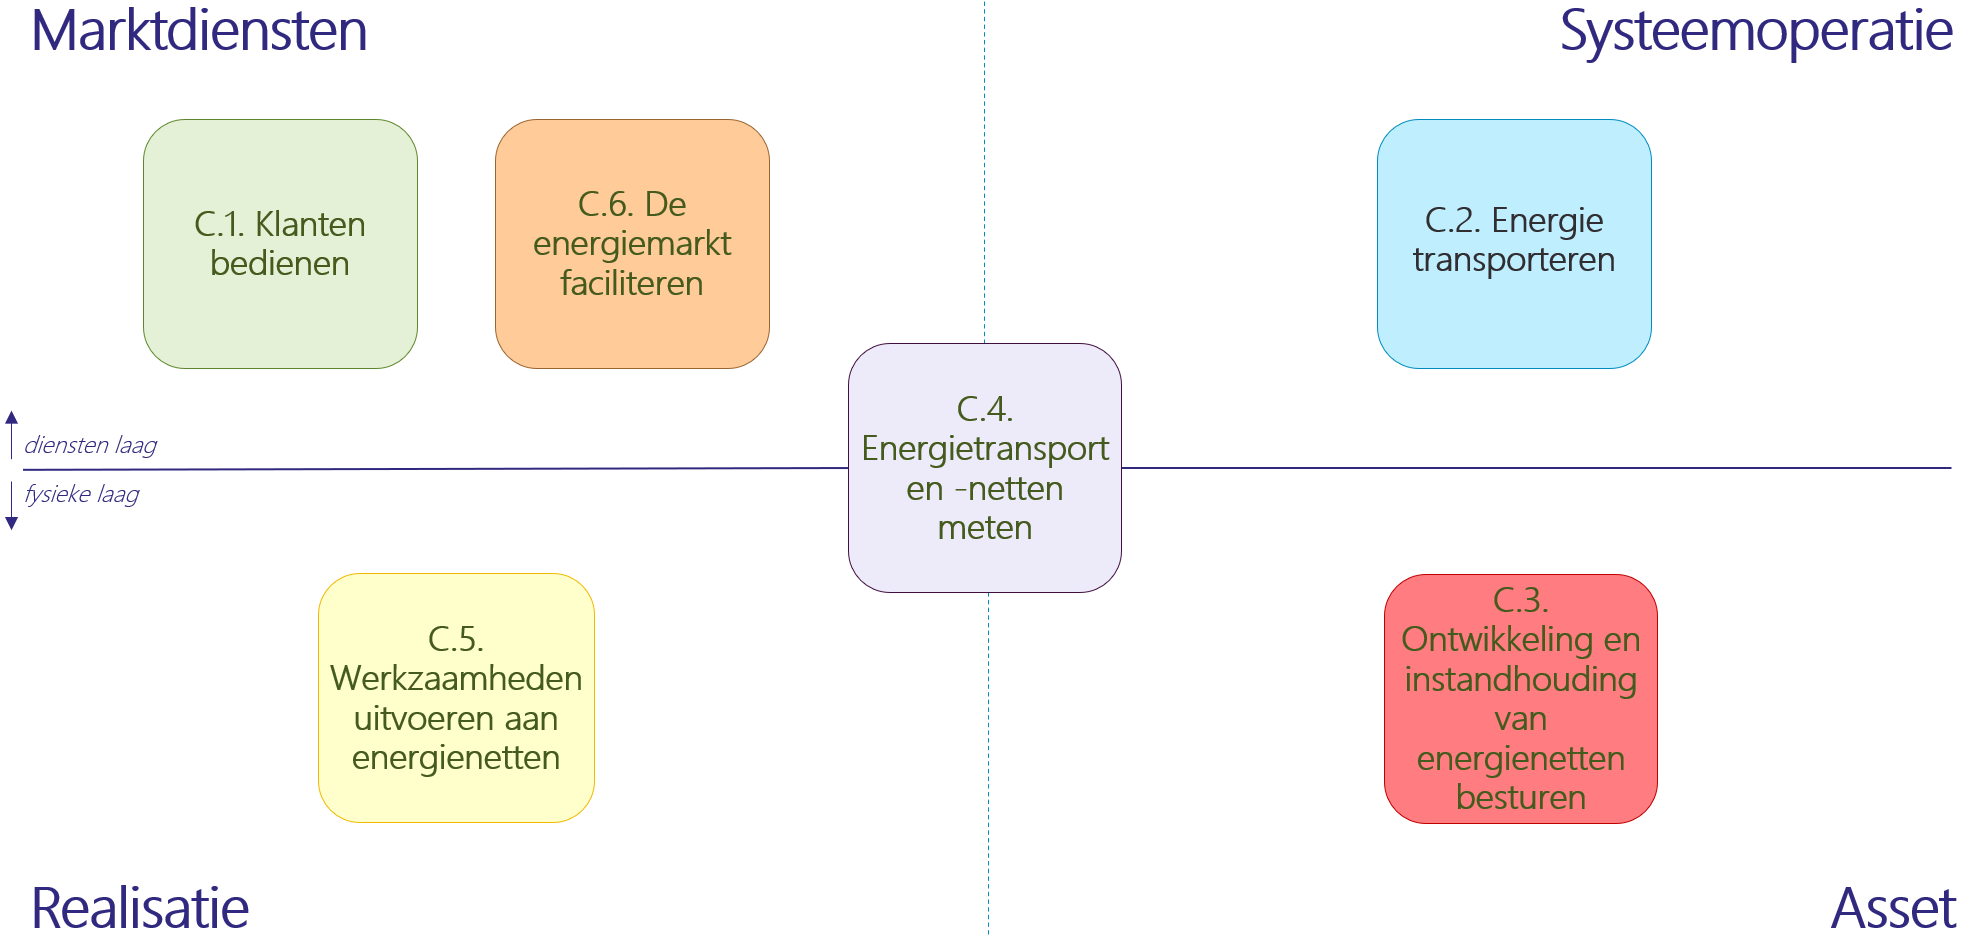 Marktdiensten
Systeemoperatie
C.1. Klanten
bedienen
C.6. De
energiemarkt
faciliteren
C.2. Energie
transporteren
C.4.
Energietransport
en -netten
meten
diensten laag
fysieke laag
C.5.
Werkzaamheden
uitvoeren aan
energienetten
C.3.
Ontwikkeling en
instandhouding
van
energienetten
besturen
Realisatie
Asset